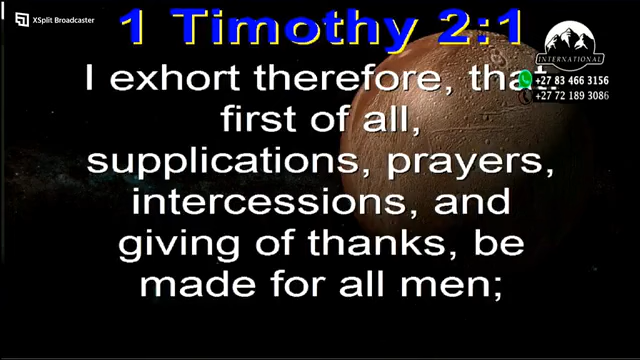 XSplit Broadcaster
1 Timothy 2:1
I exhort therefore, that,
first of all,
supplications, prayers,
intercessions, and
giving of thanks, be
made for all men;
INTERNATIONAL
+27 83 466 3156
+27 72 189 3086